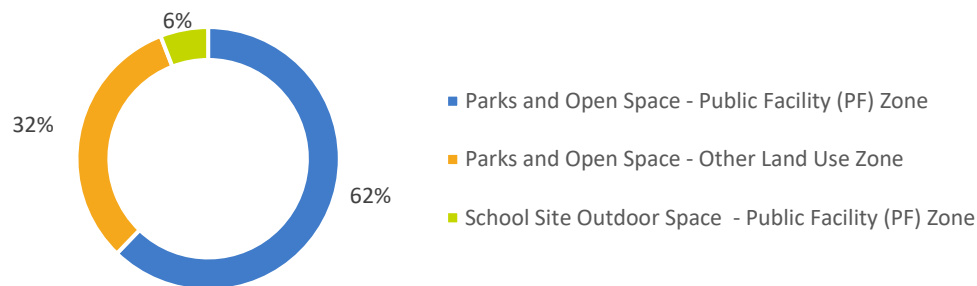 6%
32%
62%
Parks and Open Space - Public Facility (PF) Zone
Parks and Open Space - Other Land Use Zone
School Site Outdoor Space - Public Facility (PF) Zone